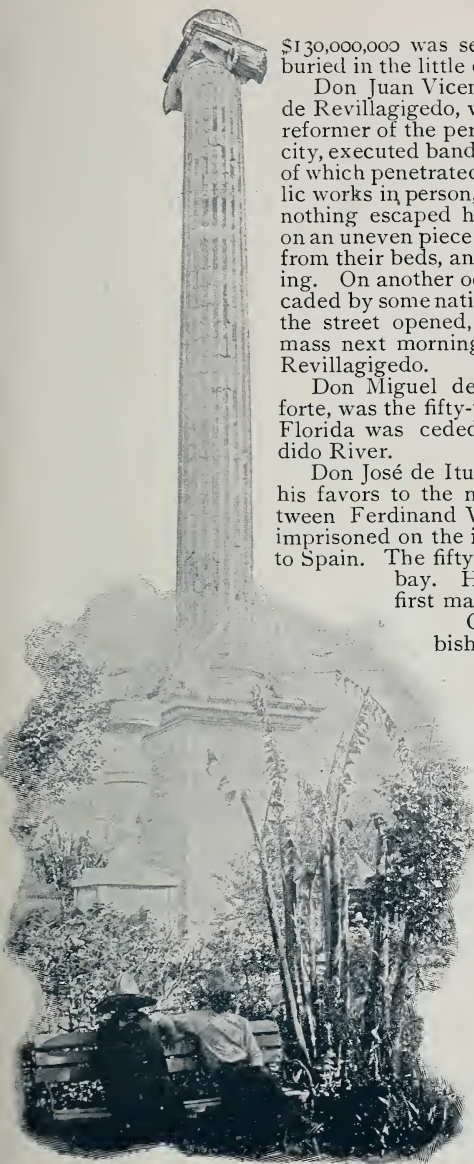 $130,000,000 was se
buried in the little c
Don Juan Vicen
de Revillagigedo, v
reformer of the per
city, executed band
of which penetrated
lic works in person,
nothing escaped h
on an uneven piece
from their beds, an
ing. On another oc
caded by some nati
the street opened,
mass next morning
Revillagigedo.
Don Miguel de
forte, was the fifty-
Florida was ceded
dido River.
Don José de Itu
his favors to the n
tween Ferdinand V
imprisoned on the i
to Spain. The fifty
bay. H
first ma
C
bish